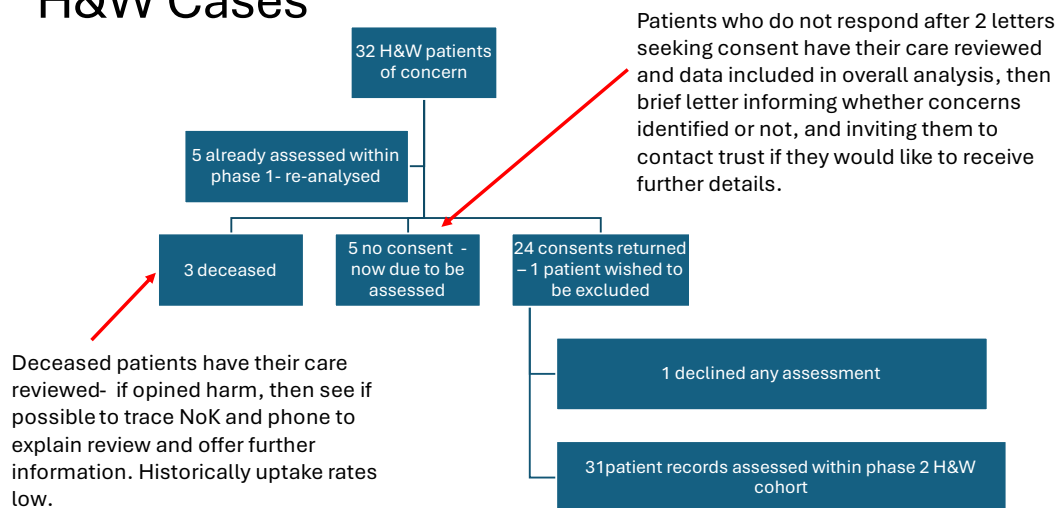 H&W Cases
Patients who do not respond after 2 letters
seeking consent have their care reviewed
and data included in overall analysis, then
brief letter informing whether concerns
identified or not, and inviting them to
contact trust if they would like to receive
further details.
32 H&W patients
of concern
5 already assessed within
phase 1- re-analysed
3 deceased
5 no consent -
now due to be
assessed
24 consents returned
– 1 patient wished to
be excluded
Deceased patients have their care
reviewed- if opined harm, then see if
possible to trace NoK and phone to
explain review and offer further
information. Historically uptake rates
low.
1 declined any assessment
31patient records assessed within phase 2 H&W
cohort